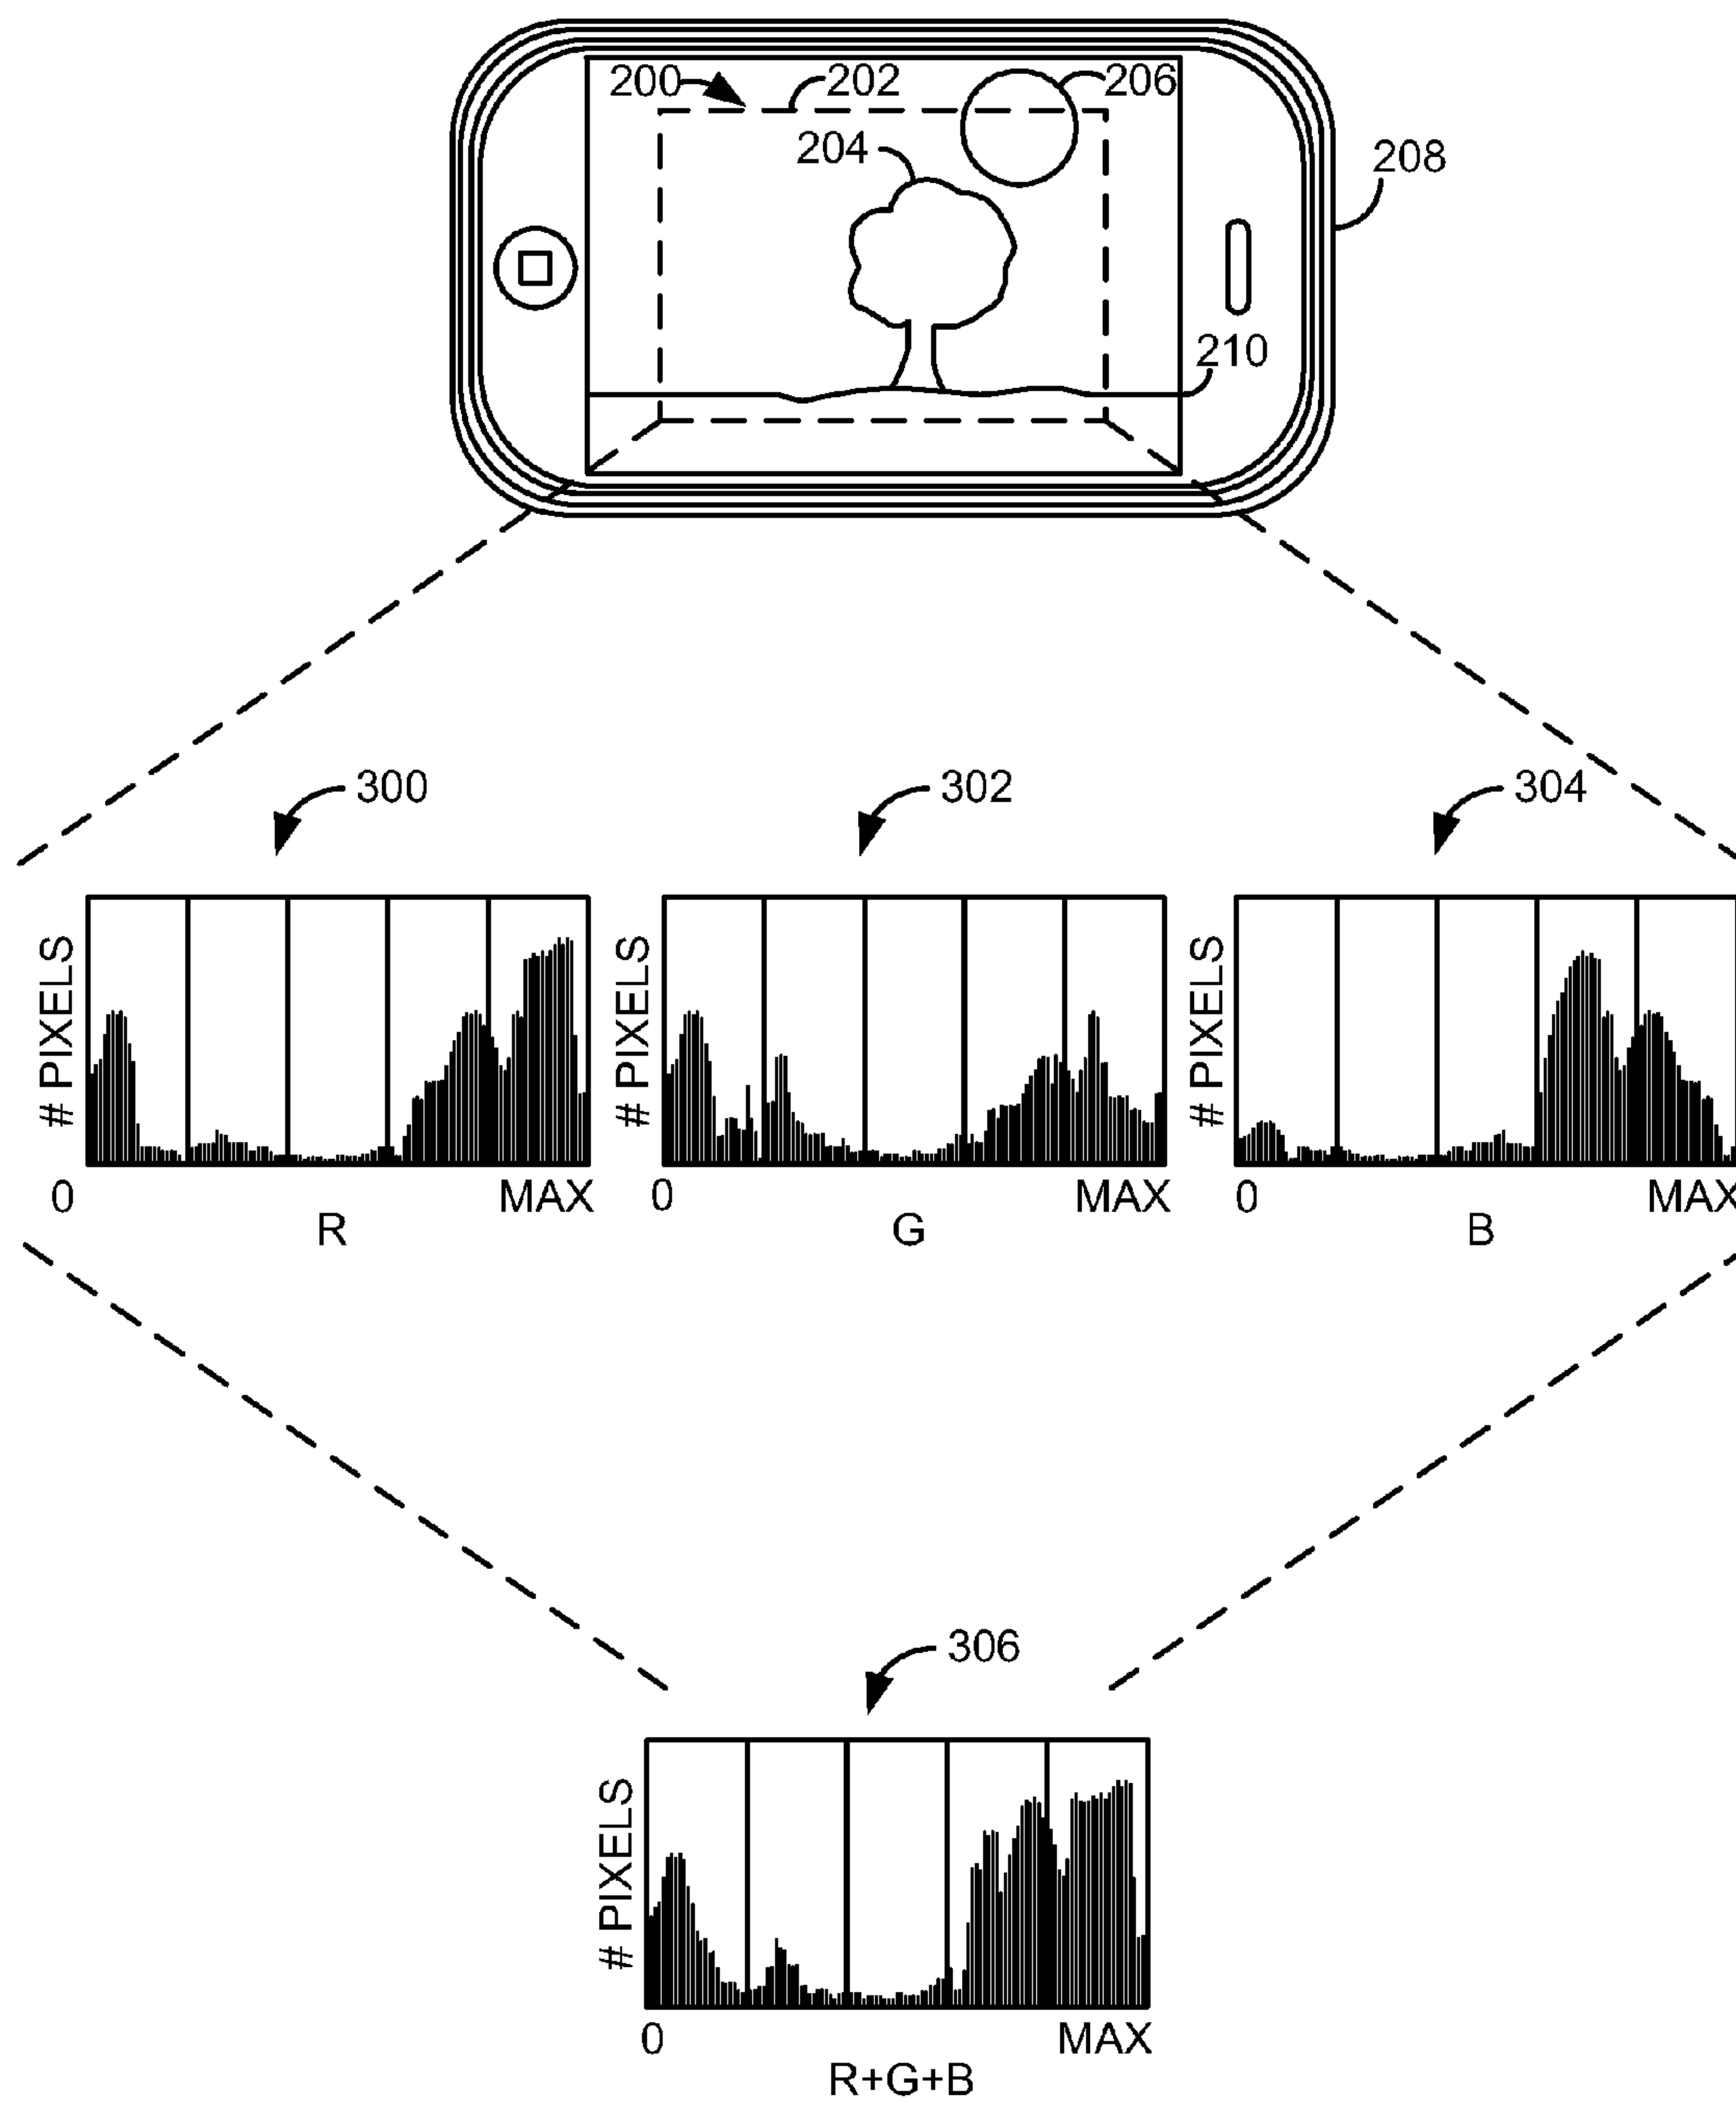 200
202
206
204
208
210
300
302
304
# PIXELS
# PIXELS
# PIXELS
0
MAX
0
MAX
0
MAX
R
G
B
306
# PIXELS
0
MAX
R+G+B